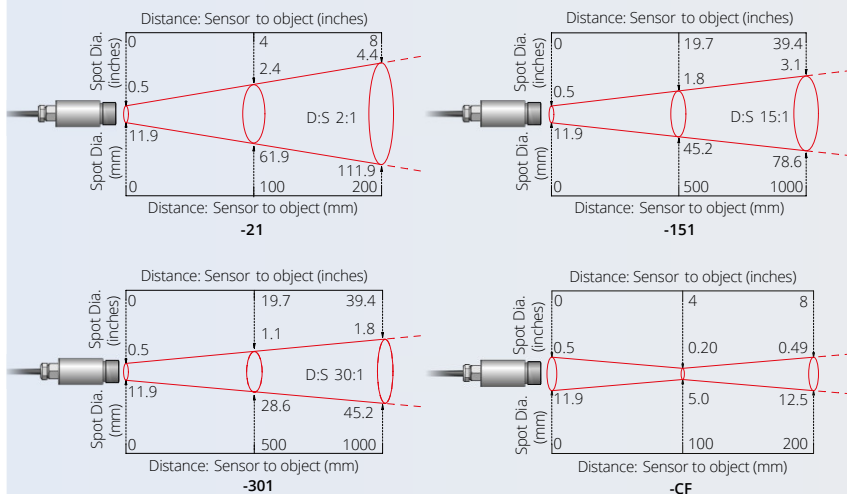 Distance: Sensor to object (inches)
0 4 8
Spot Dia.
(inches)
0.5 2.4 4.4
D:S 2:1
11.9 61.9 111.9
Spot Dia.
(mm)
0 100 200
Distance: Sensor to object (mm)
-21
Distance: Sensor to object (inches)
0 19.7 39.4
Spot Dia.
(inches)
0.5 1.8 3.1
D:S 15:1
11.9 45.2 78.6
Spot Dia.
(mm)
0 500 1000
Distance: Sensor to object (mm)
-151
Distance: Sensor to object (inches)
0 19.7 39.4
Spot Dia.
(inches)
0.5 1.1 1.8
D:S 30:1
11.9 28.6 45.2
Spot Dia.
(mm)
0 500 1000
Distance: Sensor to object (mm)
-301
Distance: Sensor to object (inches)
0 4 8
Spot Dia.
(inches)
0.5 0.20 0.49
11.9 5.0 12.5
Spot Dia.
(mm)
0 100 200
Distance: Sensor to object (mm)
-CF